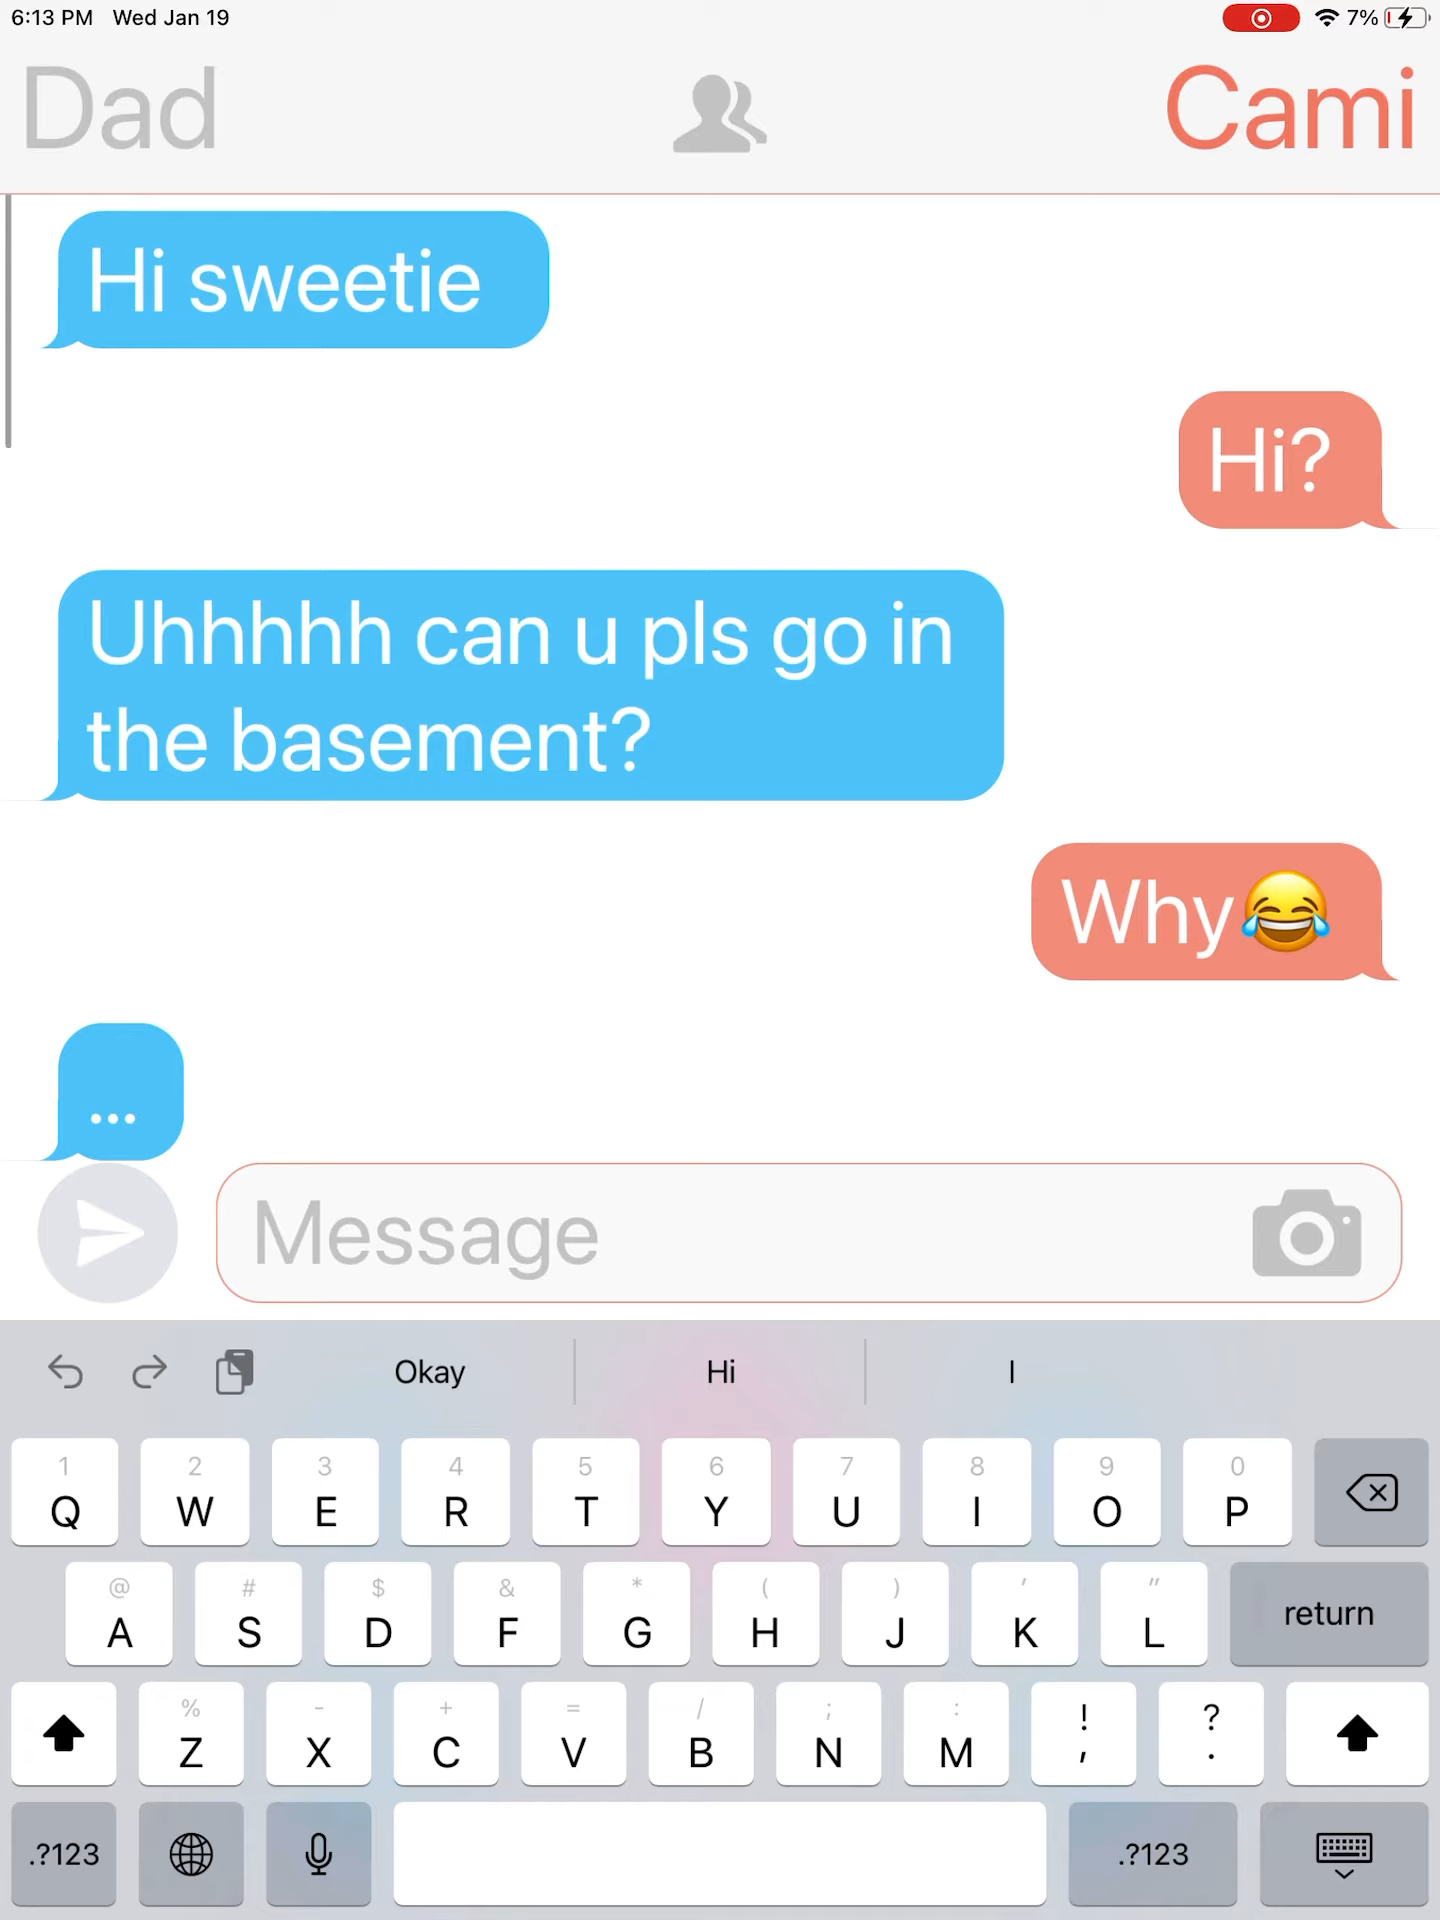 6:13 PM Wed Jan 19 7%
Dad Cami
Hi sweetie
Hi?
Uhhhhh can u pls go in
the basement?
Why😂
...
Message
Okay Hi I
1 2 3 4 5 6 7 8 9 0
Q W E R T Y U I O P
@ # $ & * ( ) ' "
A S D F G H J K L return
% - + = / ; : ! ?
Z X C V B N M , .
.?123 .?123